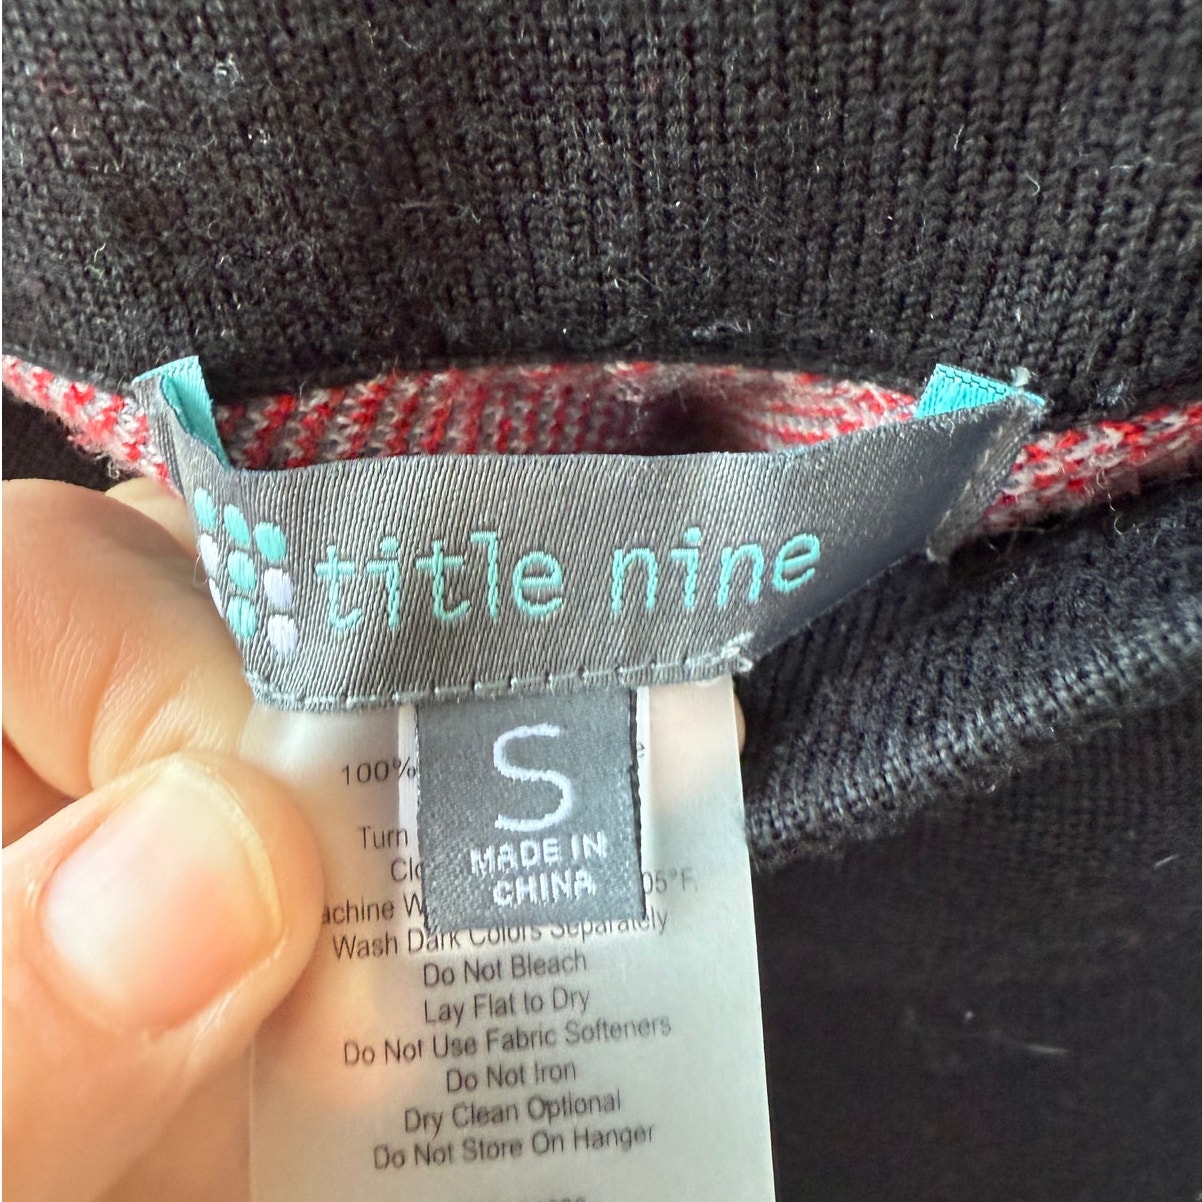 title nine
S
MADE IN
CHINA
100%
Turn
05°F.
Wash Dark Colors Separately
Do Not Bleach
Lay Flat to Dry
Do Not Use Fabric Softeners
Do Not Iron
Dry Clean Optional
Do Not Store On Hanger